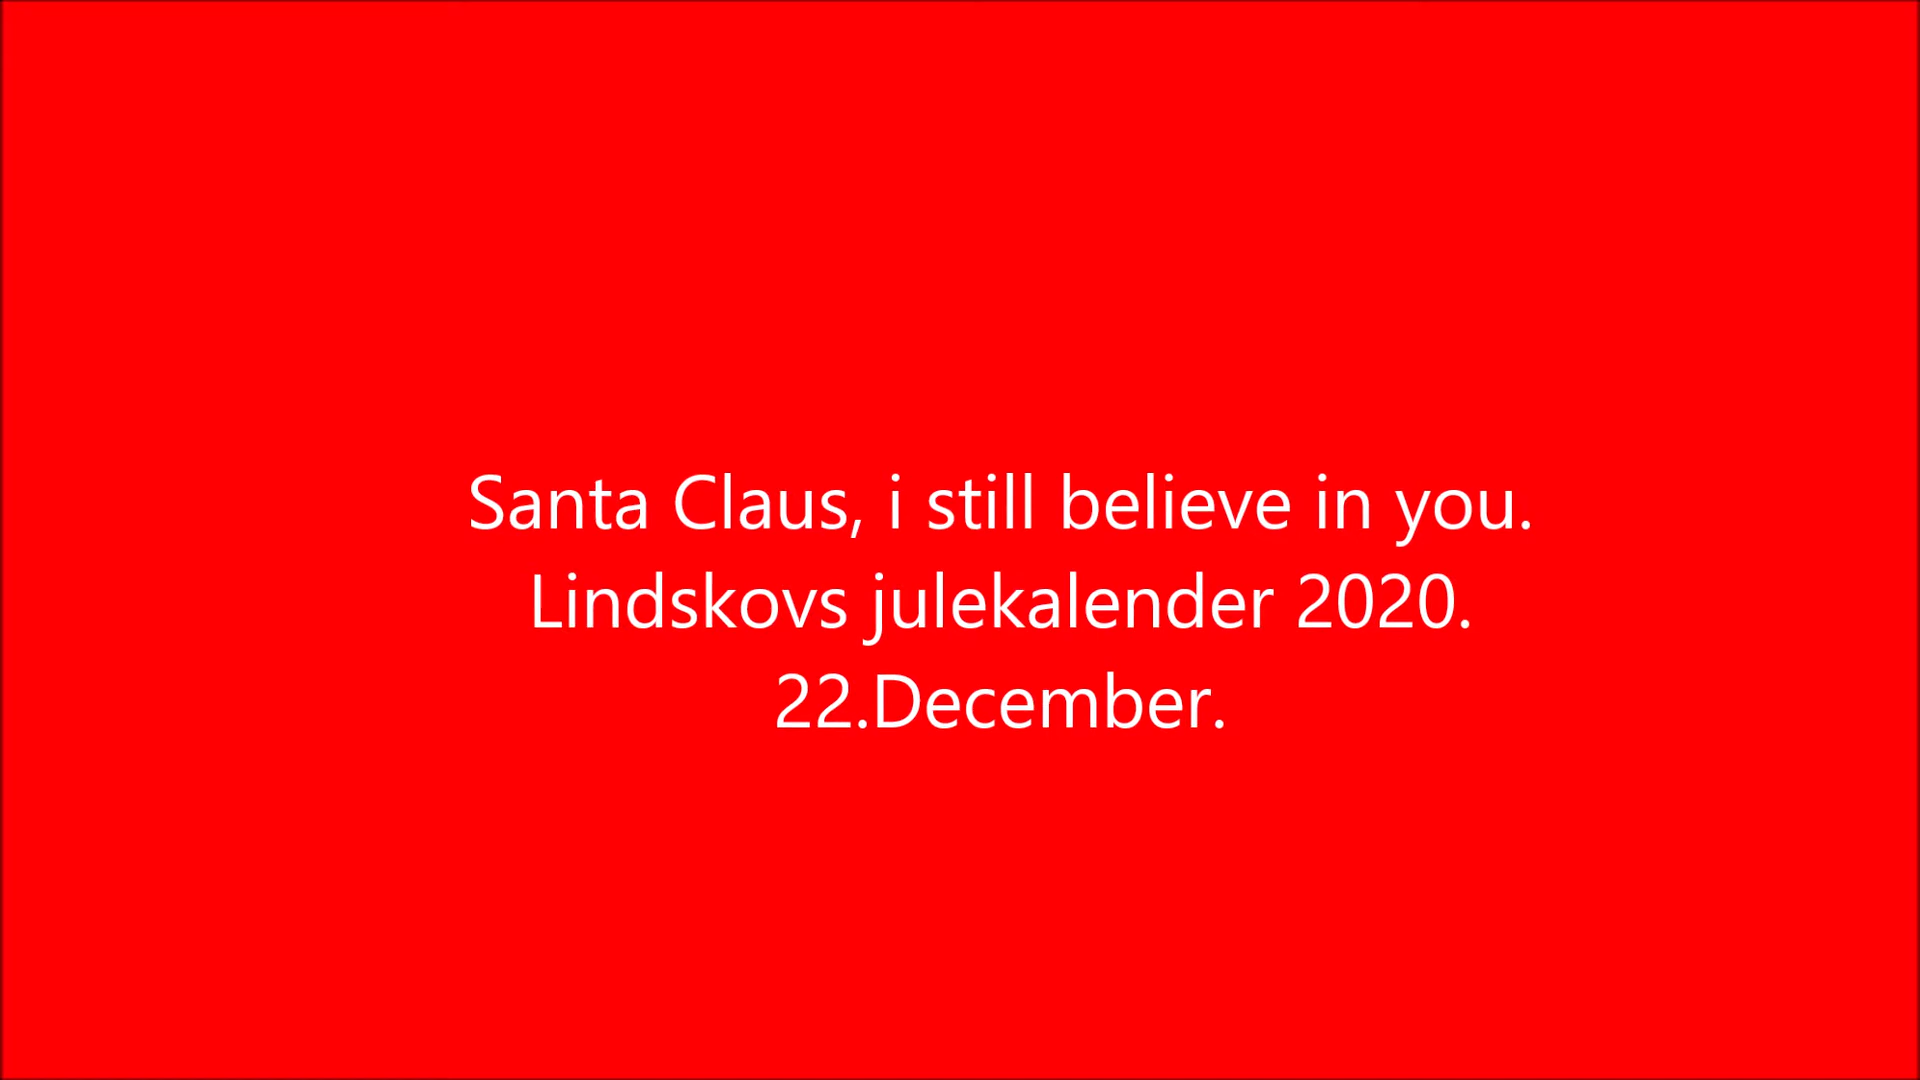 Santa Claus, i still believe in you.
Lindskovs julekalender 2020.
22.December.